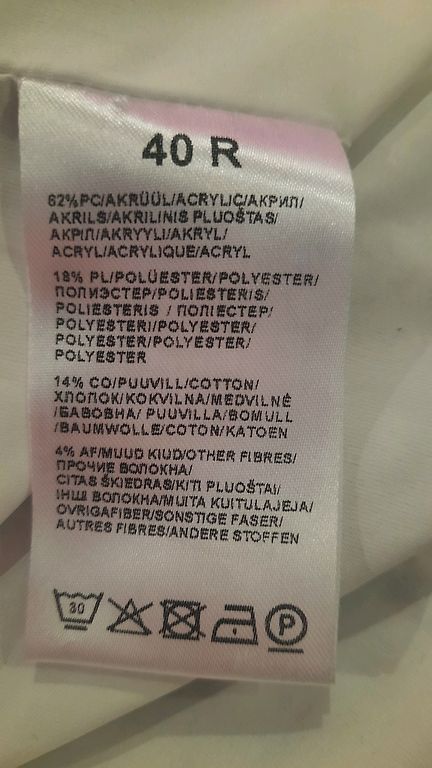 40 R
62%PC/AKRÜÜL/ACRYLIC/АКРИЛ/
AKRILS/AKRILINIS PLUOŠTAS/
АКРІЛ/AKRYYLI/AKRYL/
ACRYL/ACRYLIQUE/ACRYL
18% PL/POLÜESTER/POLYESTER/
ПОЛИЭСТЕР/POLIESTERIS/
POLIESTERIS / ПОЛІЕСТЕР/
POLYESTERI/POLYESTER/
POLYESTER/POLYESTER/
POLYESTER
14% CO/PUUVILL/COTTON/
ХЛОПОК/KOKVILNA/MEDVILNĖ
/БАВОВНА/ PUUVILLA/BOMULL
/BAUMWOLLE/COTON/KATOEN
4% AF/MUUD KIUD/OTHER FIBRES/
ПРОЧИЕ ВОЛОКНА/
CITAS ŠĶIEDRAS/KITI PLUOŠTAI/
ІНШІ ВОЛОКНА/MUITA KUITULAJEJA/
OVRIGAFIBER/SONSTIGE FASER/
AUTRES FIBRES/ANDERE STOFFEN
30 P